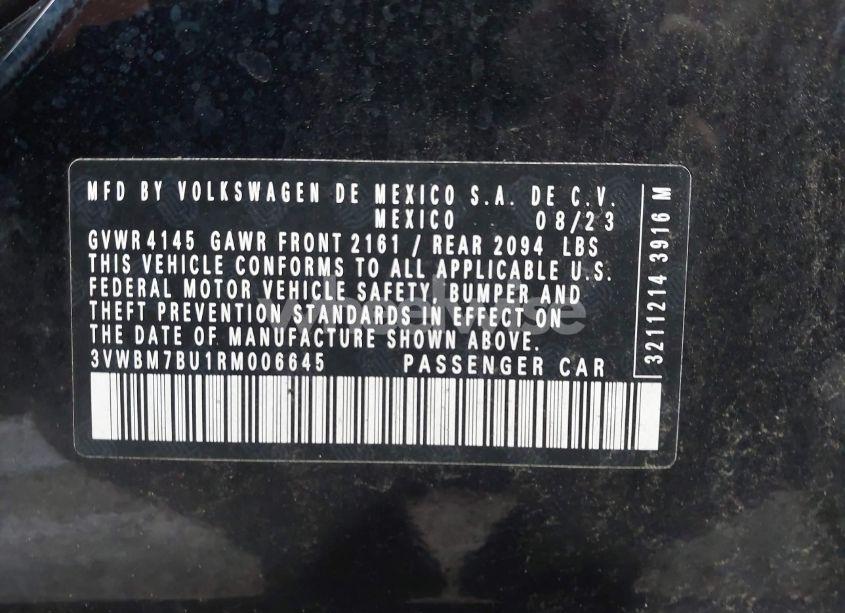 MFD BY VOLKSWAGEN DE MEXICO S.A. DE C.V.
MEXICO 08/23
GVWR 4145 GAWR FRONT 2161 / REAR 2094 LBS
THIS VEHICLE CONFORMS TO ALL APPLICABLE U.S.
FEDERAL MOTOR VEHICLE SAFETY, BUMPER AND
THEFT PREVENTION STANDARDS IN EFFECT ON
THE DATE OF MANUFACTURE SHOWN ABOVE.
3VWBM7BU1RM006645 PASSENGER CAR
3211214 3916 M